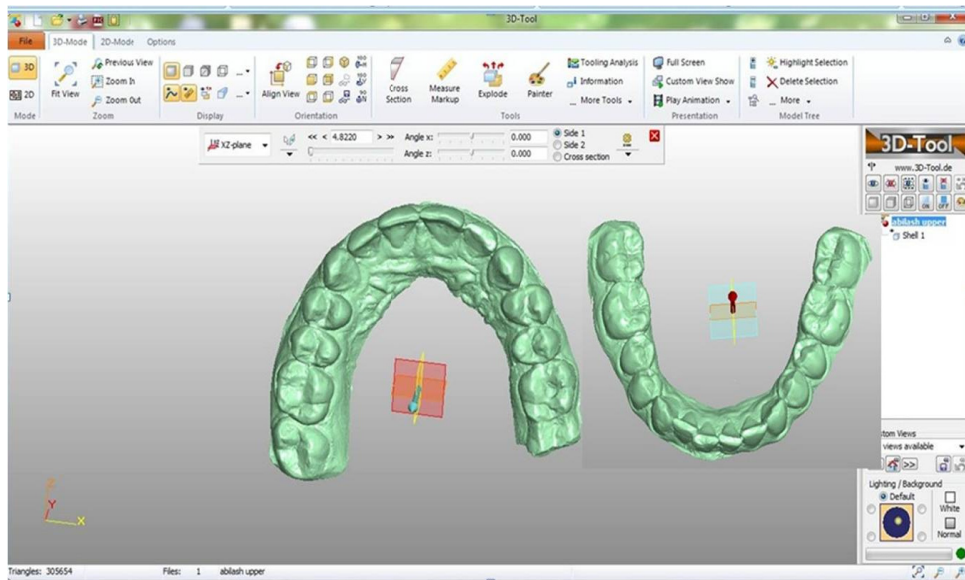 3D-Tool
File 3D-Mode 2D-Mode Options
3D
2D
Mode
Fit View
Previous View
Zoom In
Zoom Out
Zoom
Display
Align View
Orientation
Cross Section
Measure Markup
Explode
Painter
Tooling Analysis
Information
... More Tools
Tools
Full Screen
Custom View Show
Play Animation
Presentation
Highlight Selection
Delete Selection
... More
Model Tree
XZ-plane
<< < 4.8220 > >>
Angle x: 0.000
Angle z: 0.000
Side 1
Side 2
Cross section
3D-Tool
www.3D-Tool.de
OFF
abilash upper
Shell 1
Z
Y
X
tom Views
views available
>>
Lighting / Background
Default
White
Normal
Triangles: 305654 Files: 1 abilash upper